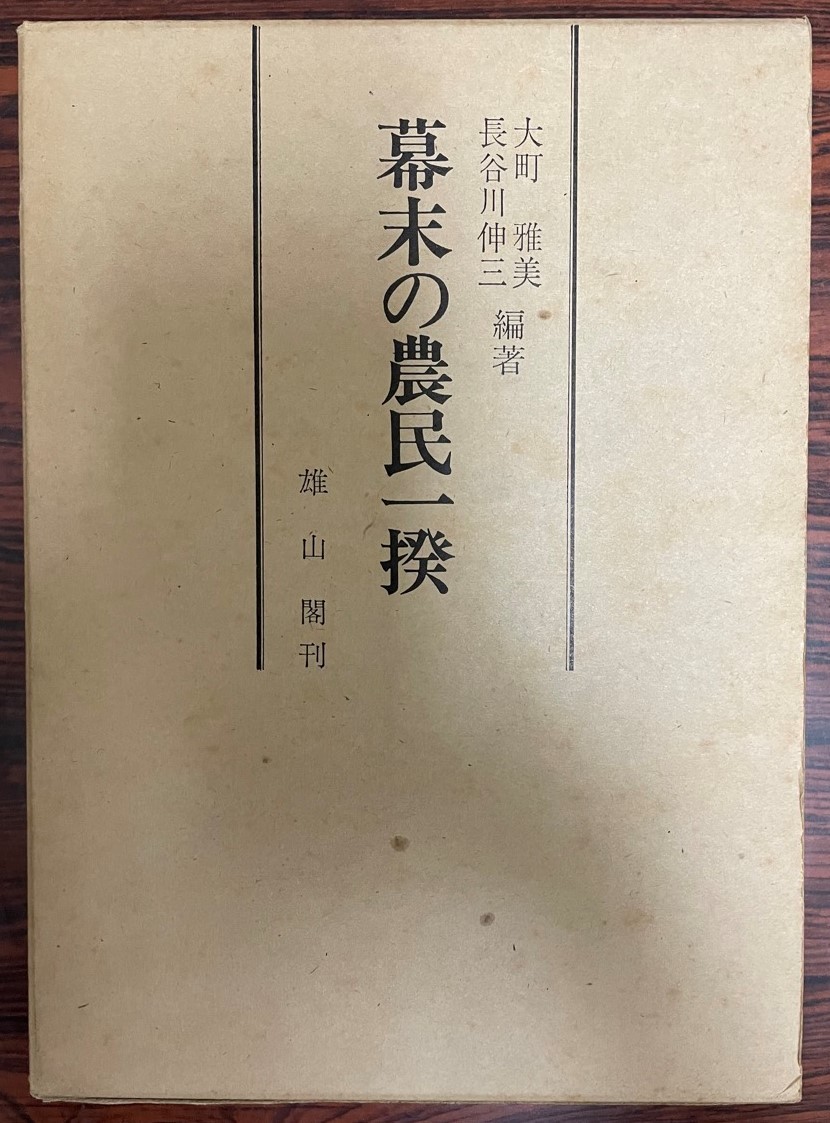 大町 雅美
長谷川伸三
編著
幕末の農民一揆
雄山閣刊